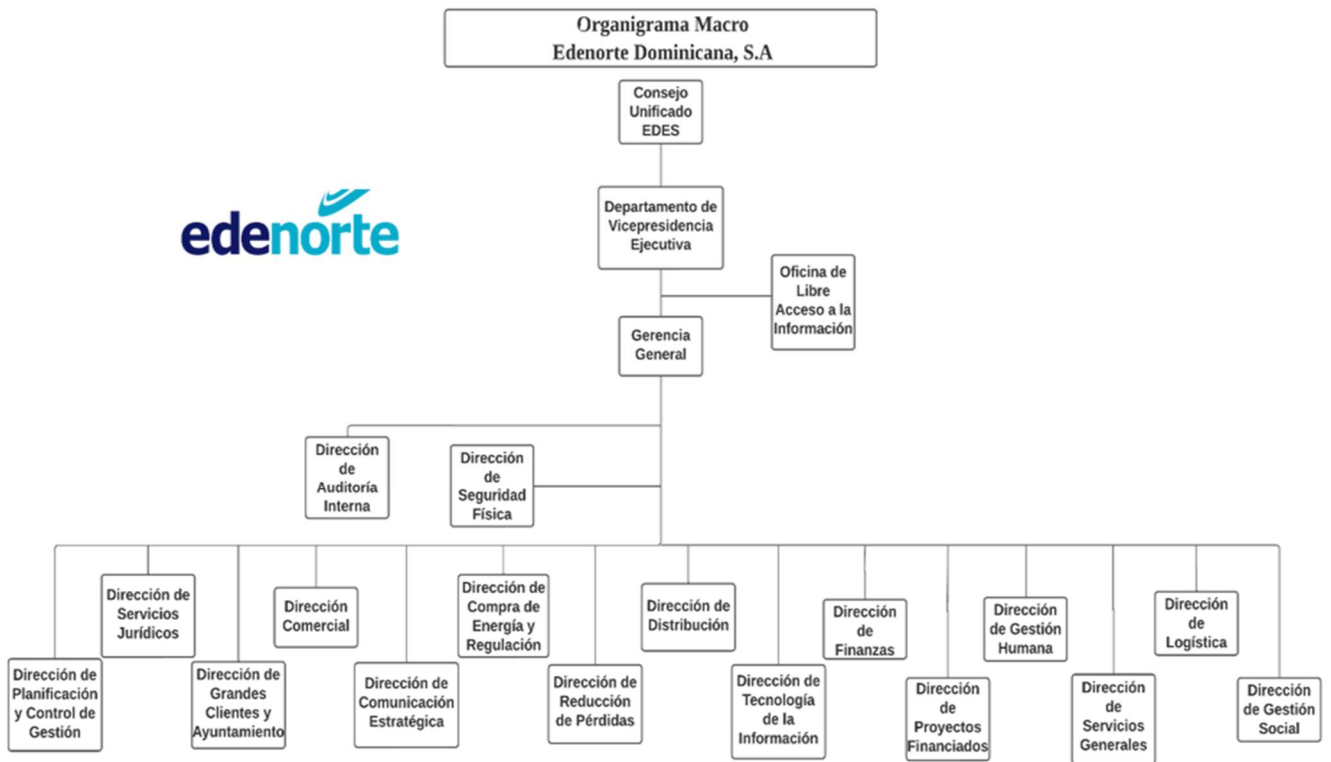 Organigrama Macro
Edenorte Dominicana, S.A
Consejo
Unificado
EDES
edenorte
Departamento de
Vicepresidencia
Ejecutiva
Oficina de
Libre
Acceso a la
Información
Gerencia
General
Dirección
de
Auditoría
Interna
Dirección
de
Seguridad
Física
Dirección de
Servicios
Jurídicos
Dirección
Comercial
Dirección de
Compra de
Energía y
Regulación
Dirección de
Distribución
Dirección
de
Finanzas
Dirección
de Gestión
Humana
Dirección
de
Logística
Dirección de
Planificación
y Control de
Gestión
Dirección de
Grandes
Clientes y
Ayuntamiento
Dirección de
Comunicación
Estratégica
Dirección de
Reducción
de Pérdidas
Dirección de
Tecnología
de la
Información
Dirección
de
Proyectos
Financiados
Dirección
de
Servicios
Generales
Dirección
de Gestión
Social